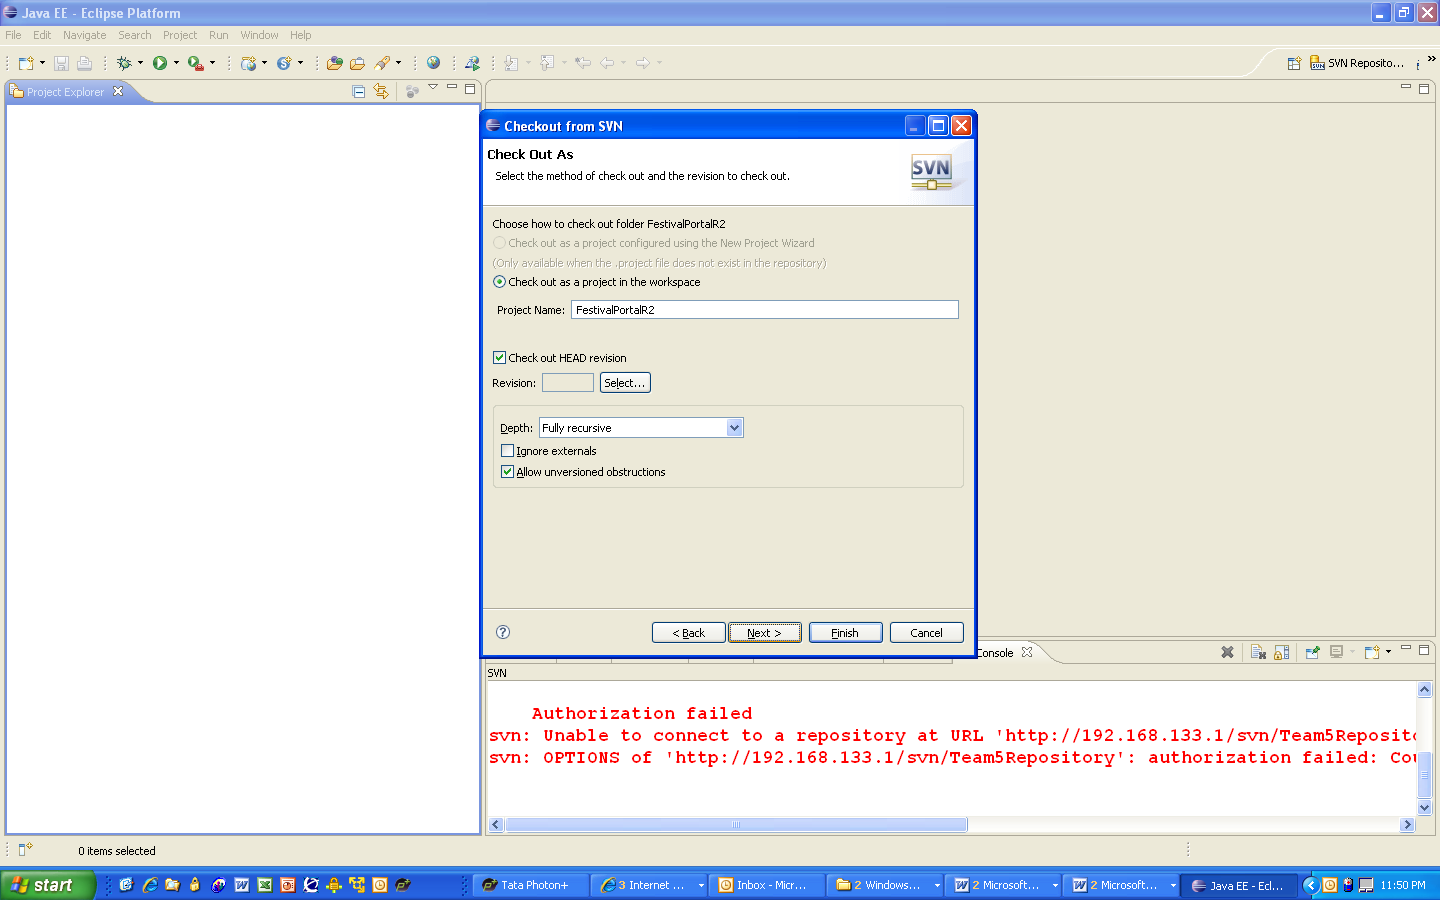 Java EE - Eclipse Platform
File Edit Navigate Search Project Run Window Help
SVN Reposito...
Project Explorer
Checkout from SVN
Check Out As
Select the method of check out and the revision to check out.
SVN
Choose how to check out folder FestivalPortalR2
Check out as a project configured using the New Project Wizard
(Only available when the .project file does not exist in the repository)
Check out as a project in the workspace
Project Name: FestivalPortalR2
Check out HEAD revision
Revision: Select...
Depth: Fully recursive
Ignore externals
Allow unversioned obstructions
? < Back Next > Finish Cancel
Console
SVN
Authorization failed
svn: Unable to connect to a repository at URL 'http://192.168.133.1/svn/Team5Reposito
svn: OPTIONS of 'http://192.168.133.1/svn/Team5Repository': authorization failed: Cou
0 items selected
start Tata Photon+ 3 Internet ... Inbox - Micr... 2 Windows... 2 Microsoft... 2 Microsoft... Java EE - Ecl... 11:50 PM